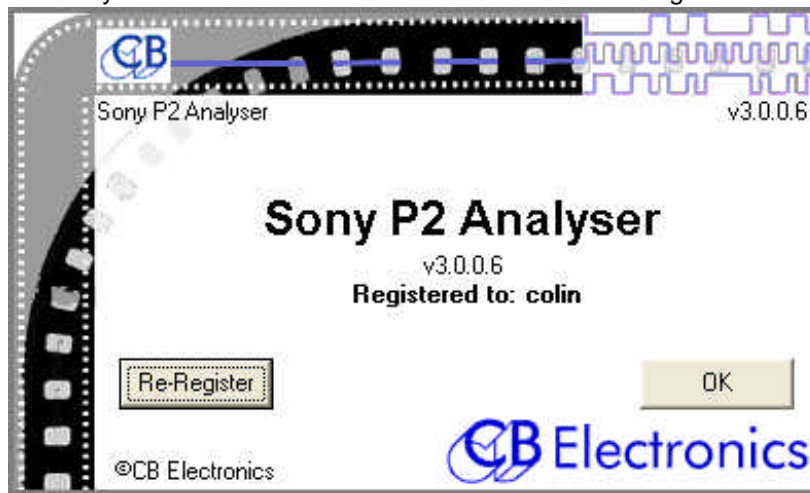 CB
Sony P2 Analyser v3.0.0.6
Sony P2 Analyser
v3.0.0.6
Registered to: colin
Re-Register OK
©CB Electronics CB Electronics